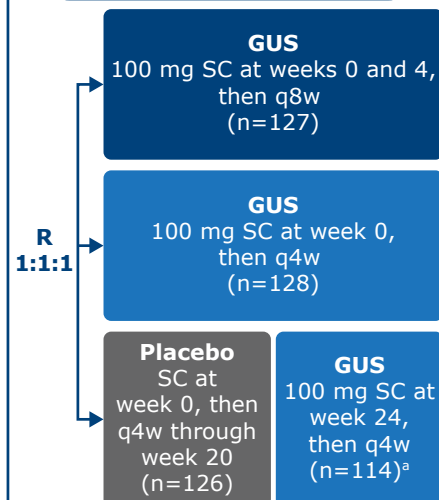 GUS
100 mg SC at weeks 0 and 4,
then q8w
(n=127)
R
1:1:1
GUS
100 mg SC at week 0,
then q4w
(n=128)
Placebo
SC at
week 0, then
q4w through
week 20
(n=126)
GUS
100 mg SC at
week 24,
then q4w
(n=114)ᵃ